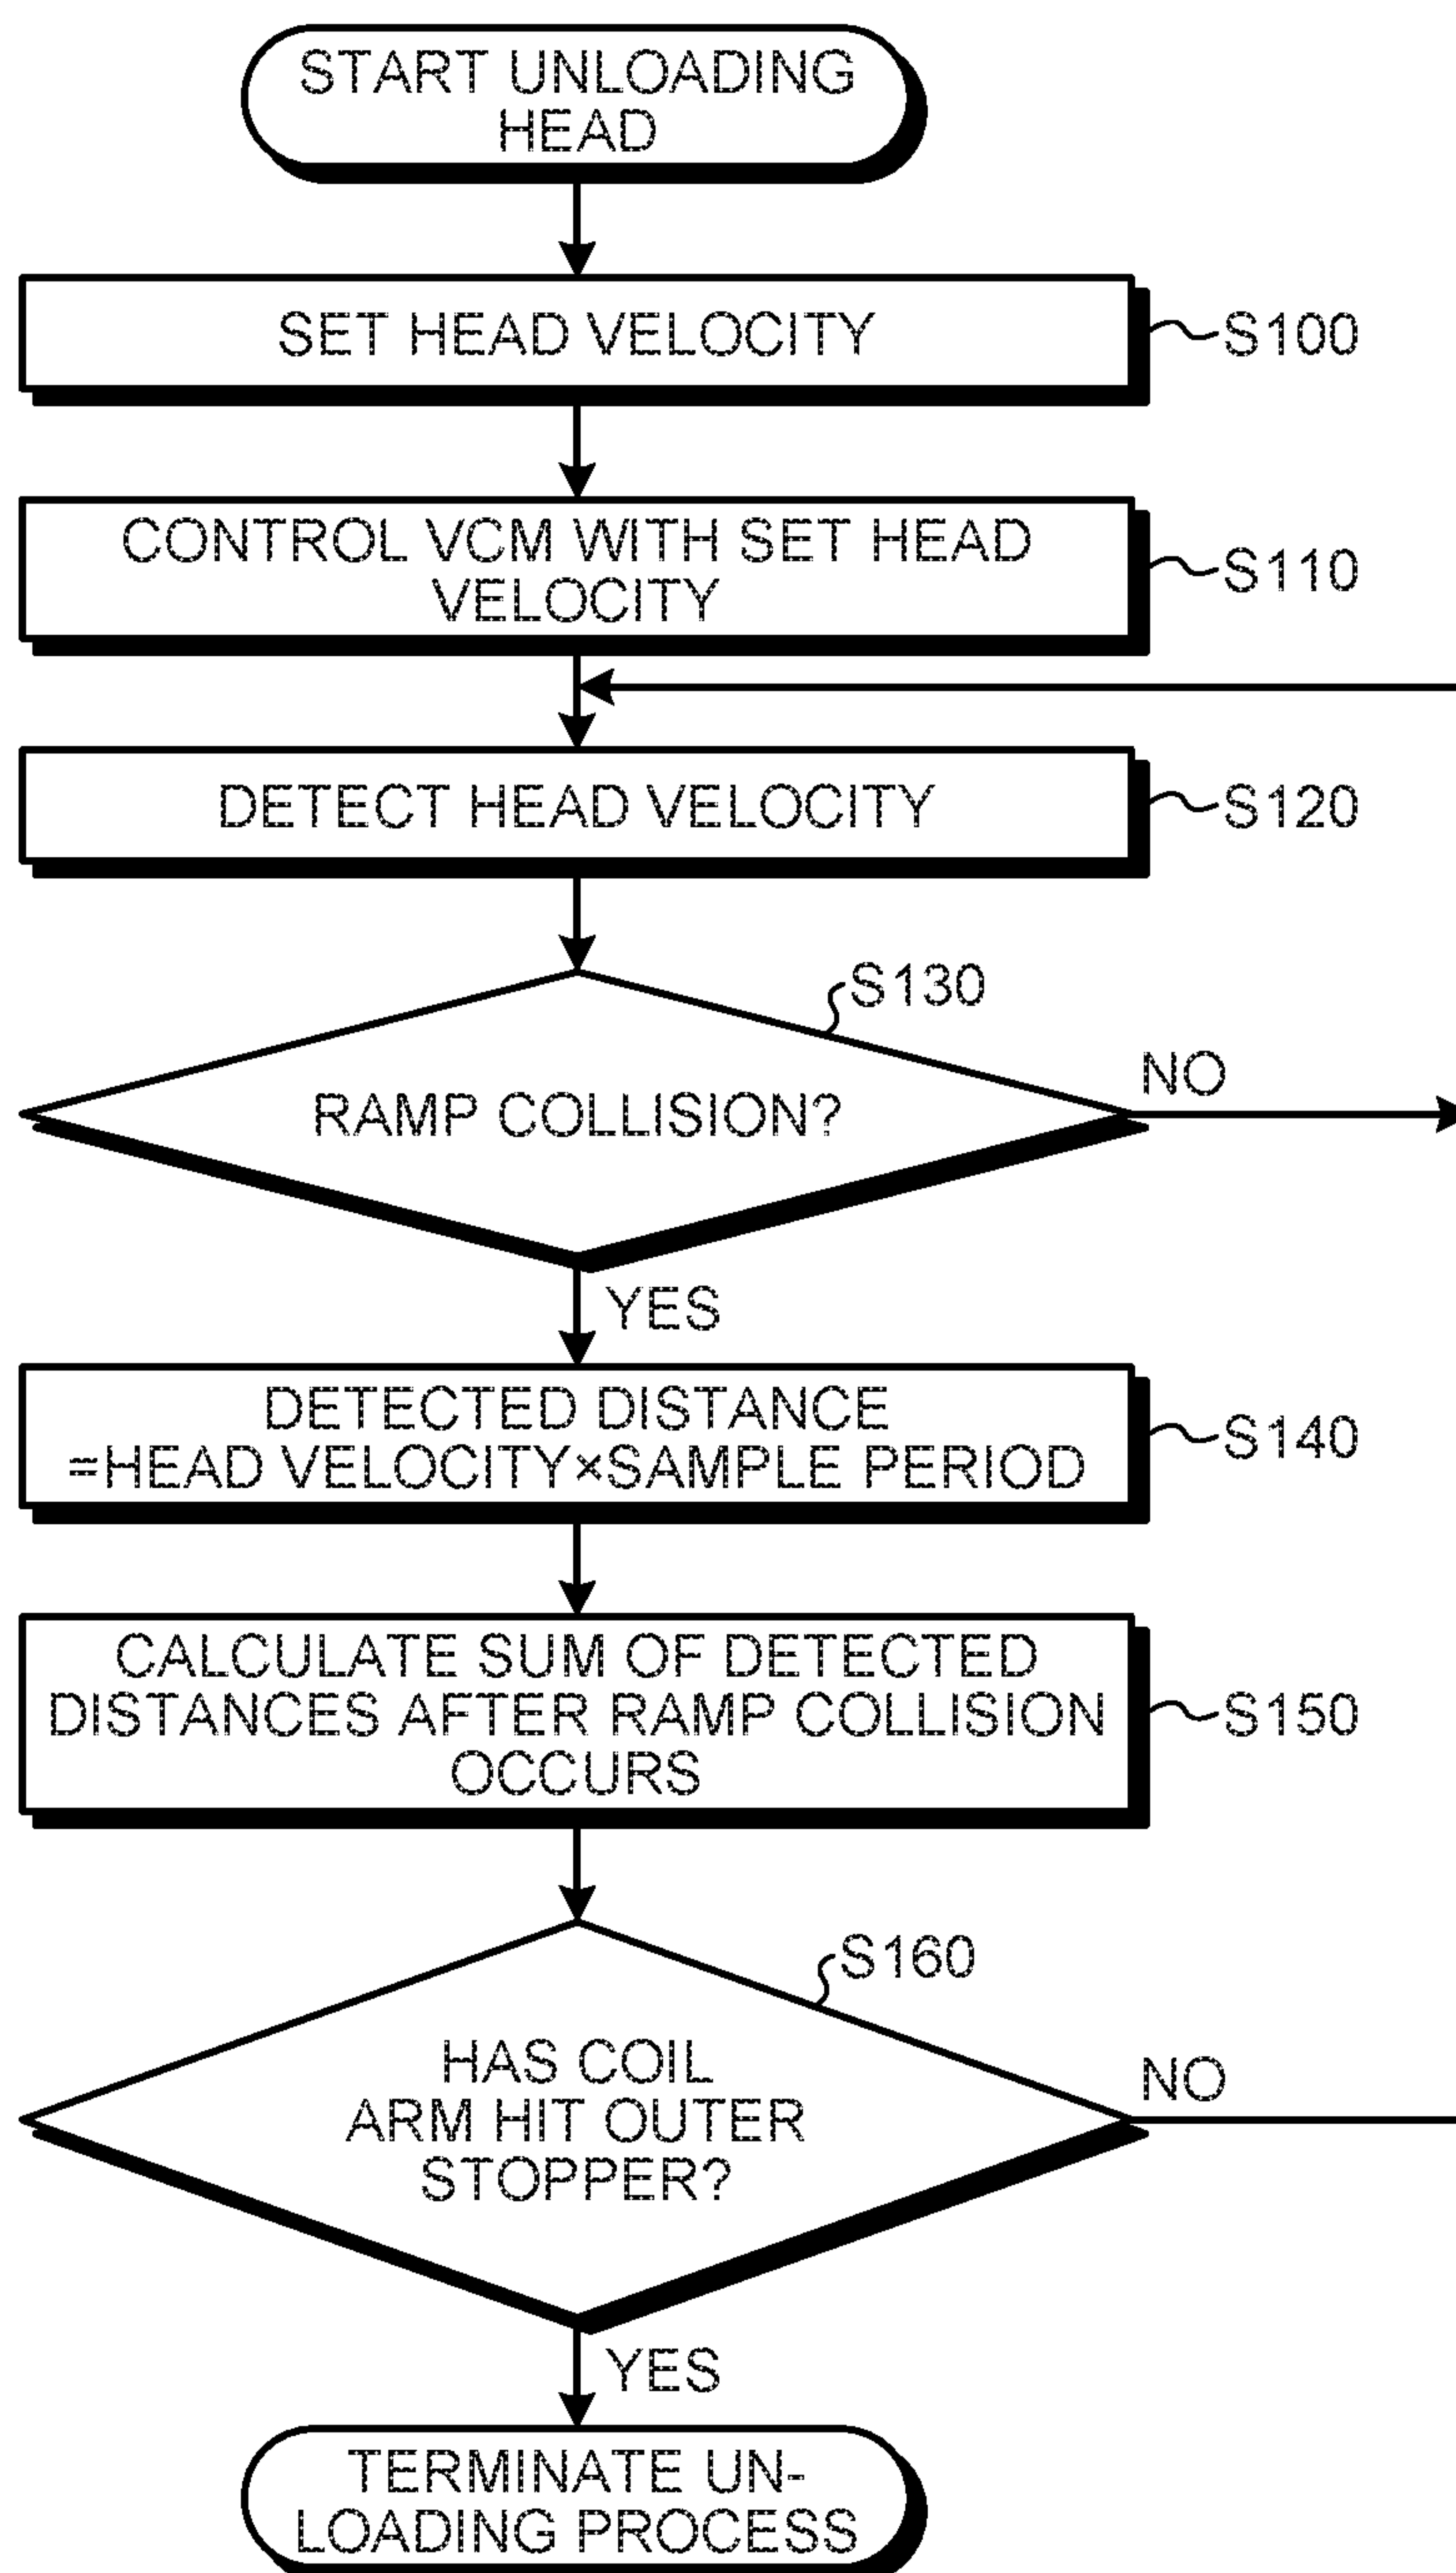 START UNLOADING
HEAD
SET HEAD VELOCITY
S100
CONTROL VCM WITH SET HEAD
VELOCITY
S110
DETECT HEAD VELOCITY
S120
S130
RAMP COLLISION?
NO
YES
DETECTED DISTANCE
=HEAD VELOCITY×SAMPLE PERIOD
S140
CALCULATE SUM OF DETECTED
DISTANCES AFTER RAMP COLLISION
OCCURS
S150
S160
HAS COIL
ARM HIT OUTER
STOPPER?
NO
YES
TERMINATE UN-
LOADING PROCESS